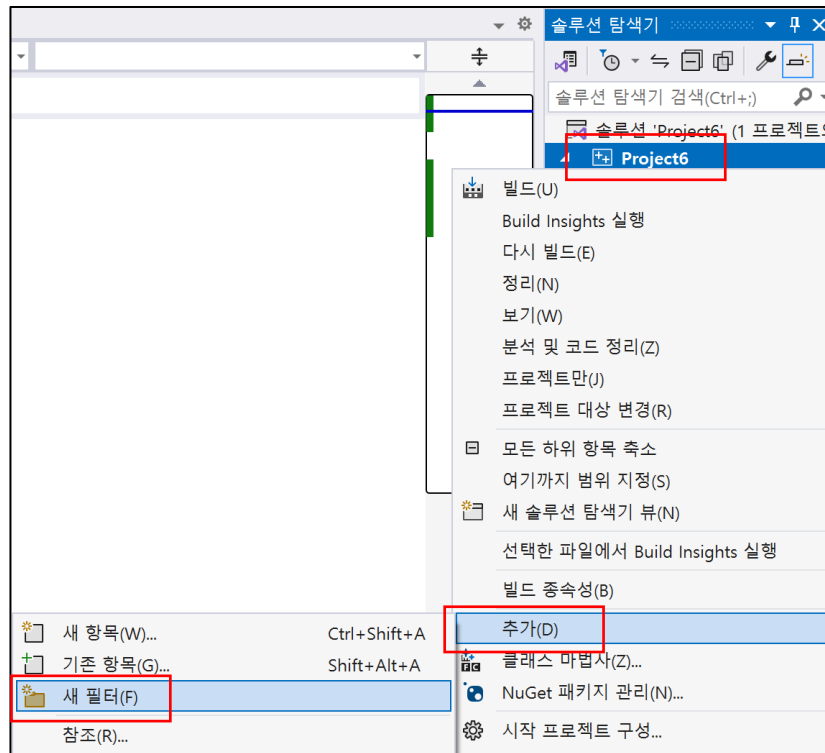 솔루션 탐색기
솔루션 탐색기 검색(Ctrl+;)
솔루션 'Project6' (1 프로젝트의
Project6
빌드(U)
Build Insights 실행
다시 빌드(E)
정리(N)
보기(W)
분석 및 코드 정리(Z)
프로젝트만(J)
프로젝트 대상 변경(R)
모든 하위 항목 축소
여기까지 범위 지정(S)
새 솔루션 탐색기 뷰(N)
선택한 파일에서 Build Insights 실행
빌드 종속성(B)
추가(D)
클래스 마법사(Z)...
NuGet 패키지 관리(N)...
시작 프로젝트 구성...
새 항목(W)... Ctrl+Shift+A
기존 항목(G)... Shift+Alt+A
새 필터(F)
참조(R)...